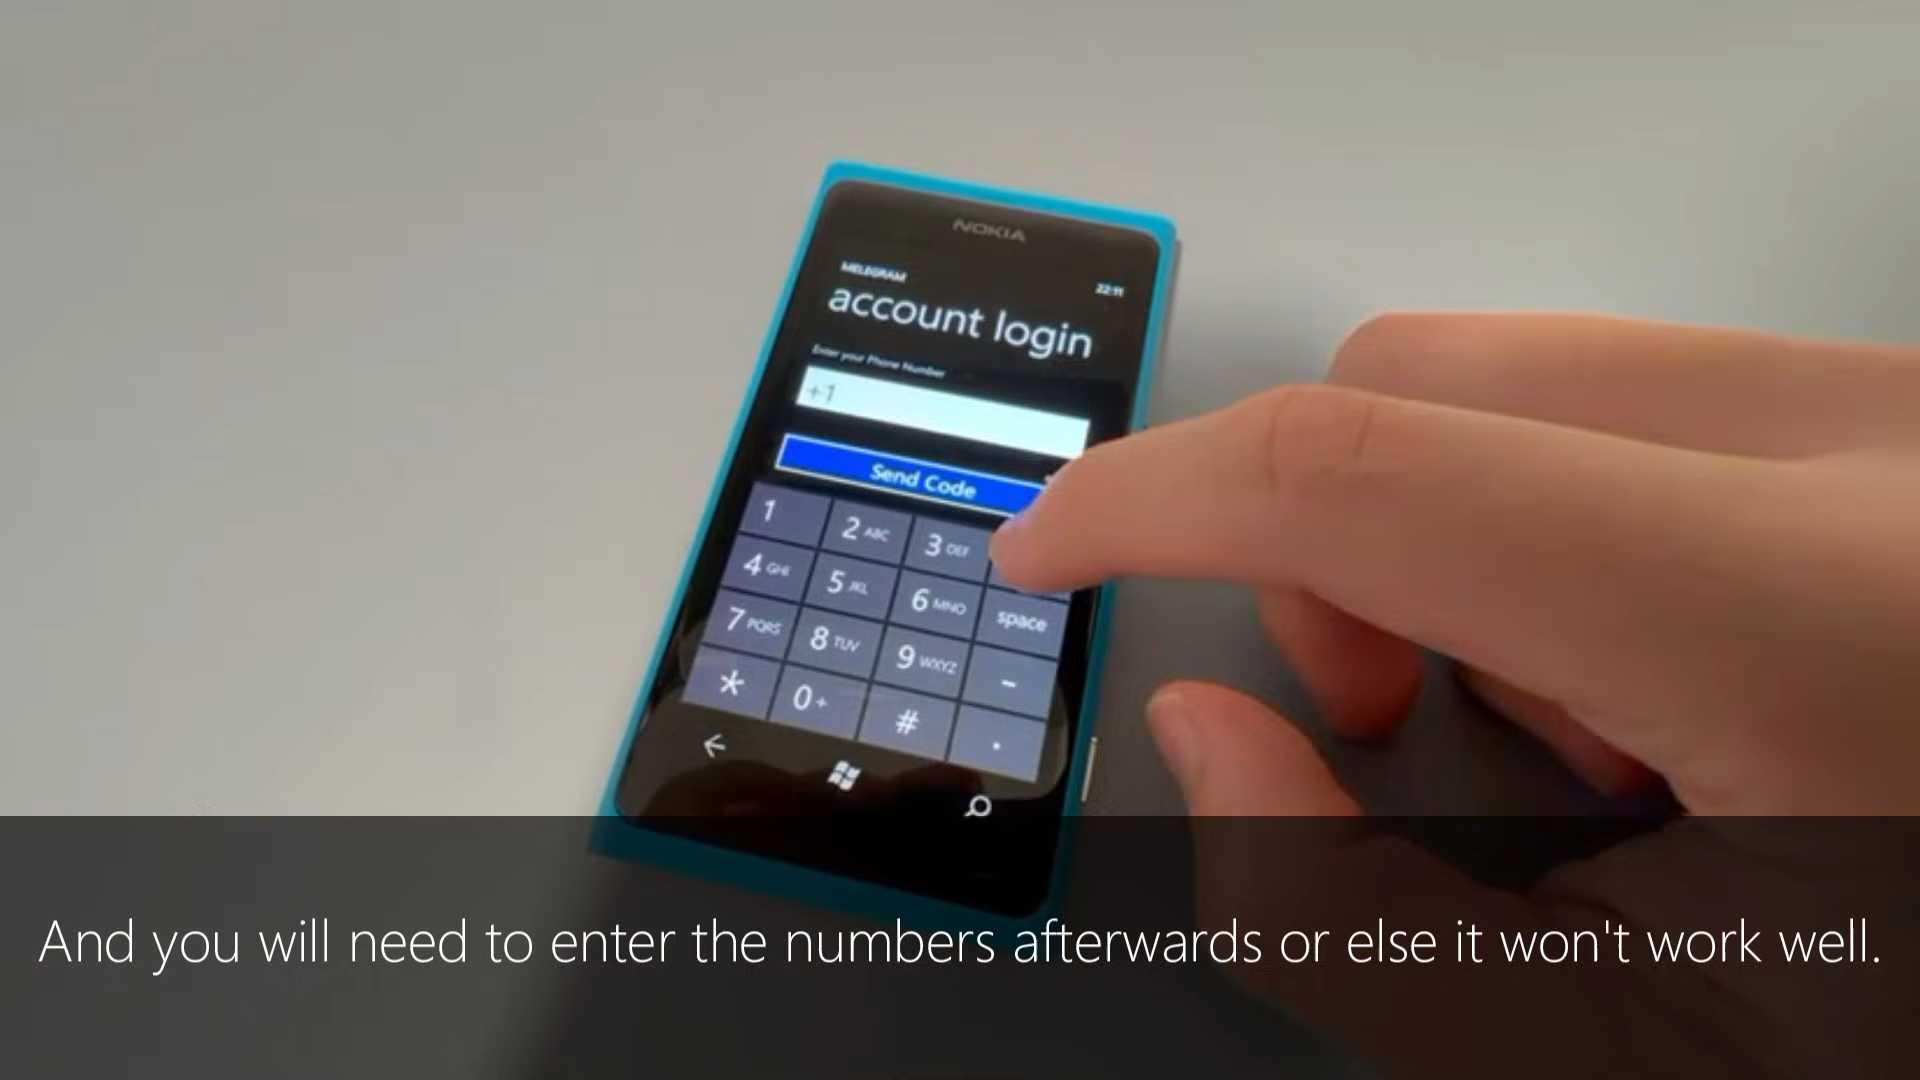 NOKIA
MELEGRAM
22:11
account login
Enter your Phone Number
+1
Send Code
1
2 ABC
3 DEF
4 GHI
5 JKL
6 MNO
space
7 PQRS
8 TUV
9 WXYZ
-
*
0 +
#
.
And you will need to enter the numbers afterwards or else it won't work well.